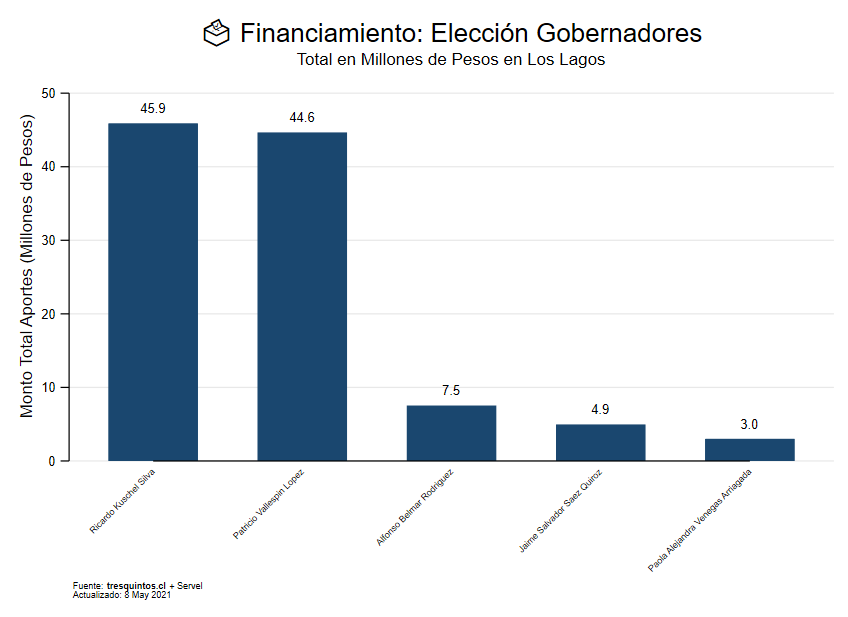 Financiamiento: Elección Gobernadores
Total en Millones de Pesos en Los Lagos
Monto Total Aportes (Millones de Pesos)
50
40
30
20
10
0
45.9
44.6
7.5
4.9
3.0
Ricardo Kuschel Silva
Patricio Vallespin Lopez
Alfonso Belmar Rodriguez
Jaime Salvador Saez Quiroz
Paola Alejandra Venegas Arriagada
Fuente: tresquintos.cl + Servel
Actualizado: 8 May 2021